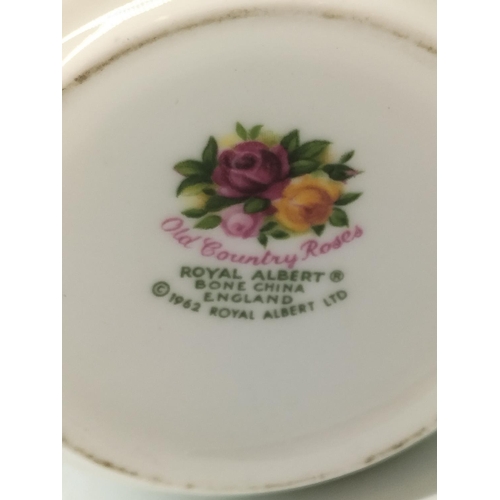 Old Country Roses
ROYAL ALBERT ®
BONE CHINA
ENGLAND
© 1962 ROYAL ALBERT LTD